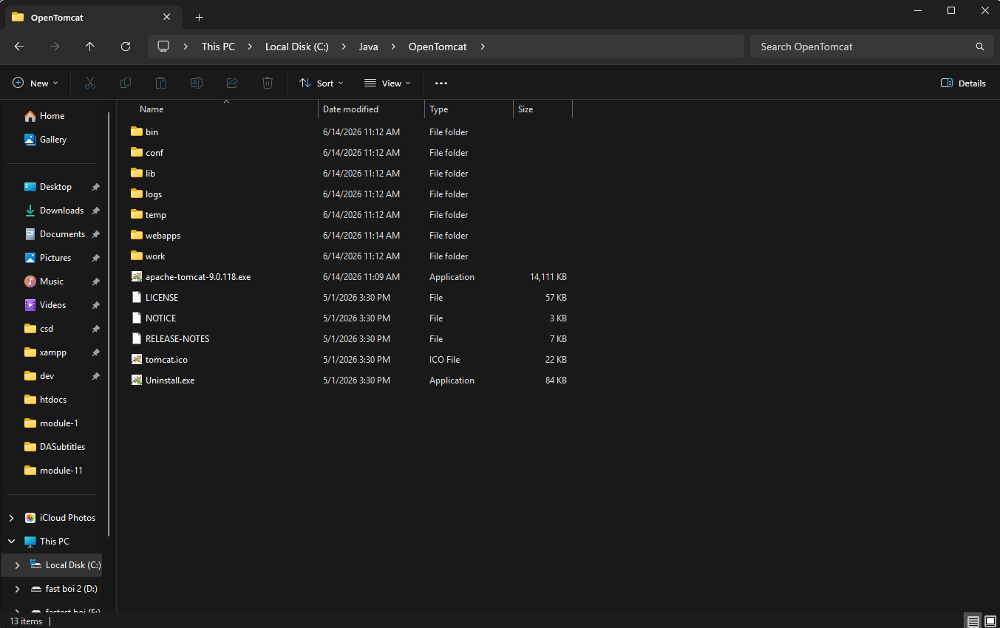 OpenTomcat
This PC > Local Disk (C:) > Java > OpenTomcat >
Search OpenTomcat
New
Sort
View
Details
Home
Gallery
Desktop
Downloads
Documents
Pictures
Music
Videos
csd
xampp
dev
htdocs
module-1
DASubtitles
module-11
iCloud Photos
This PC
Local Disk (C:)
fast boi 2 (D:)
Name Date modified Type Size
bin 6/14/2026 11:12 AM File folder
conf 6/14/2026 11:12 AM File folder
lib 6/14/2026 11:12 AM File folder
logs 6/14/2026 11:12 AM File folder
temp 6/14/2026 11:12 AM File folder
webapps 6/14/2026 11:14 AM File folder
work 6/14/2026 11:12 AM File folder
apache-tomcat-9.0.118.exe 6/14/2026 11:09 AM Application 14,111 KB
LICENSE 5/1/2026 3:30 PM File 57 KB
NOTICE 5/1/2026 3:30 PM File 3 KB
RELEASE-NOTES 5/1/2026 3:30 PM File 7 KB
tomcat.ico 5/1/2026 3:30 PM ICO File 22 KB
Uninstall.exe 5/1/2026 3:30 PM Application 84 KB
13 items